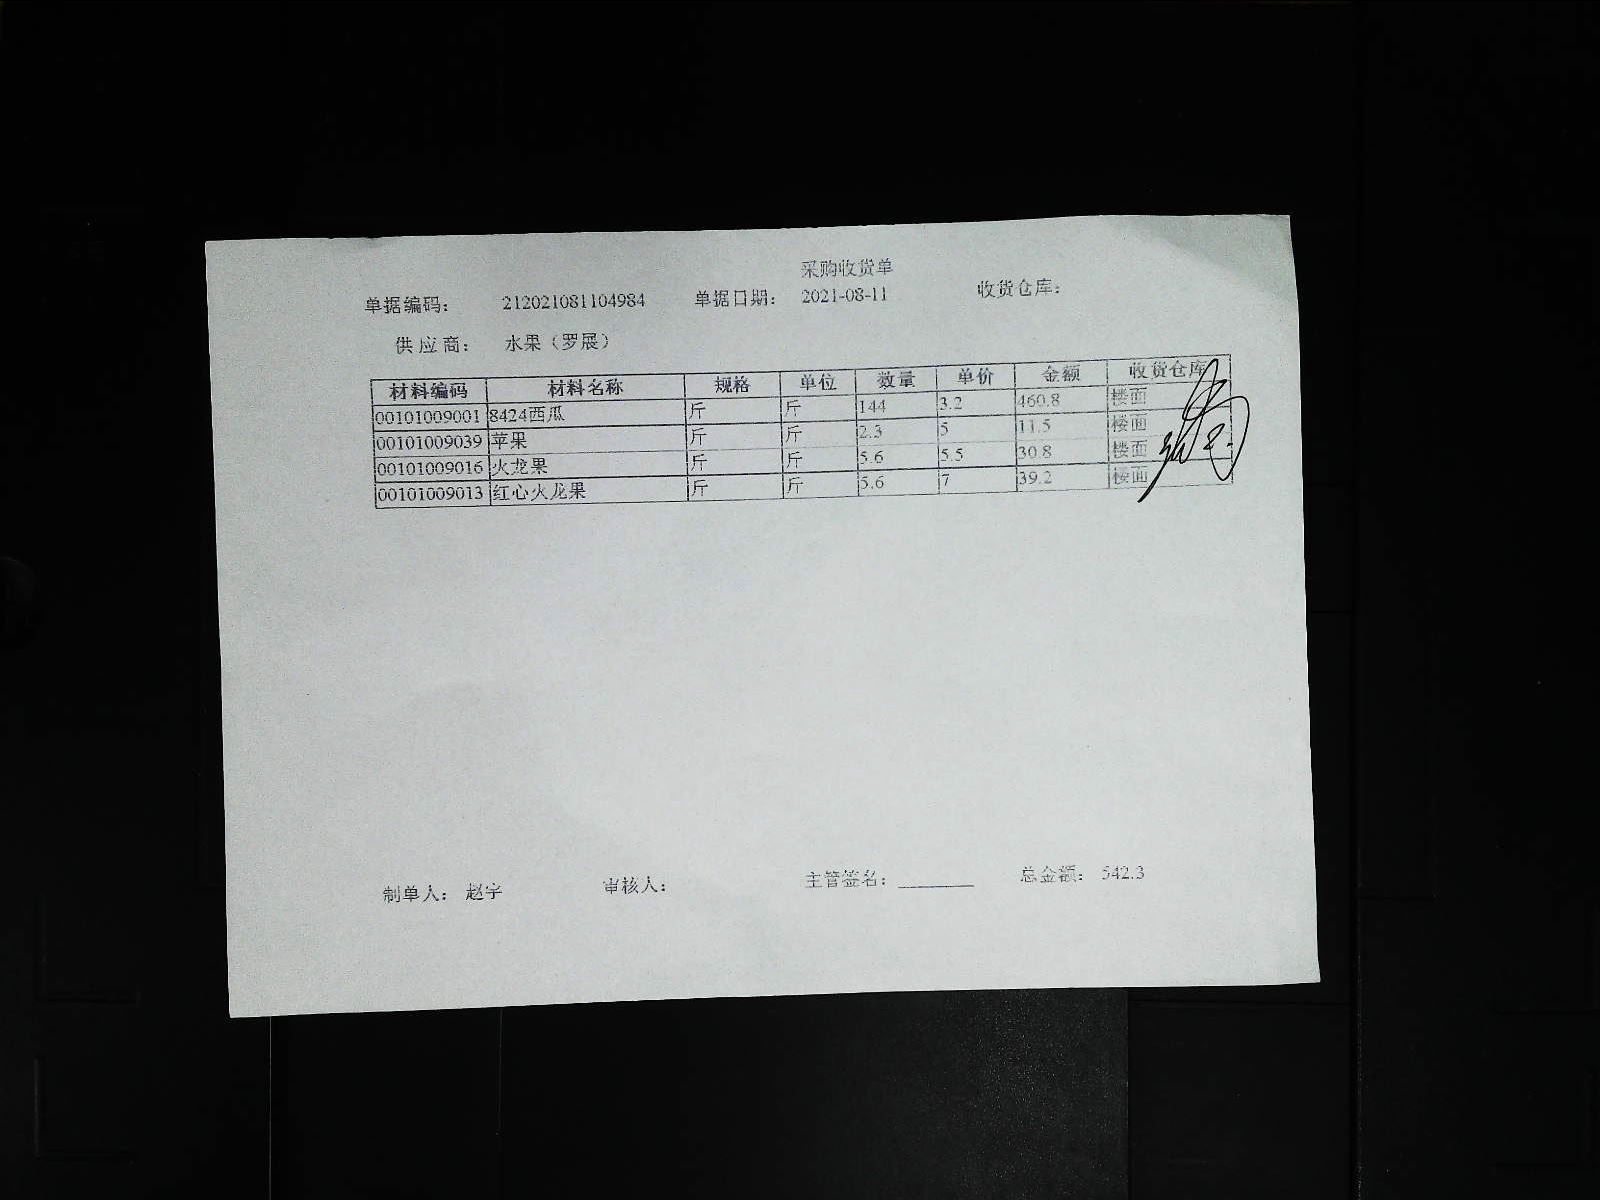 采购收货单
单据编码： 212021081104984 单据日期： 2021-08-11 收货仓库：
供应商： 水果（罗展）
材料编码 材料名称 规格 单位 数量 单价 金额 收货仓库
00101009001 8424西瓜 斤 斤 144 3.2 460.8 楼面
00101009039 苹果 斤 斤 2.3 5 11.5 楼面
00101009016 火龙果 斤 斤 5.6 5.5 30.8 楼面
00101009013 红心火龙果 斤 斤 5.6 7 39.2 楼面
制单人： 赵宇 审核人： 主管签名： 总金额： 542.3